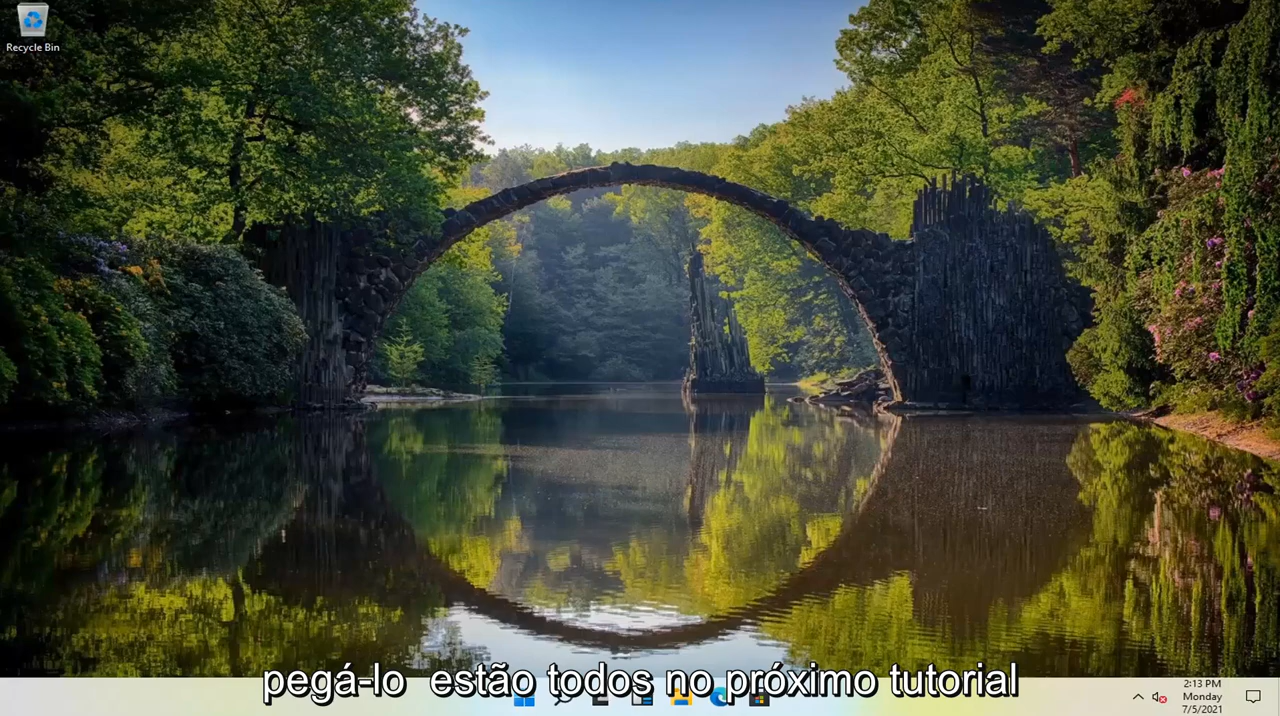 Recycle Bin
pegá-lo estão todos no próximo tutorial
2:13 PM
Monday
7/5/2021